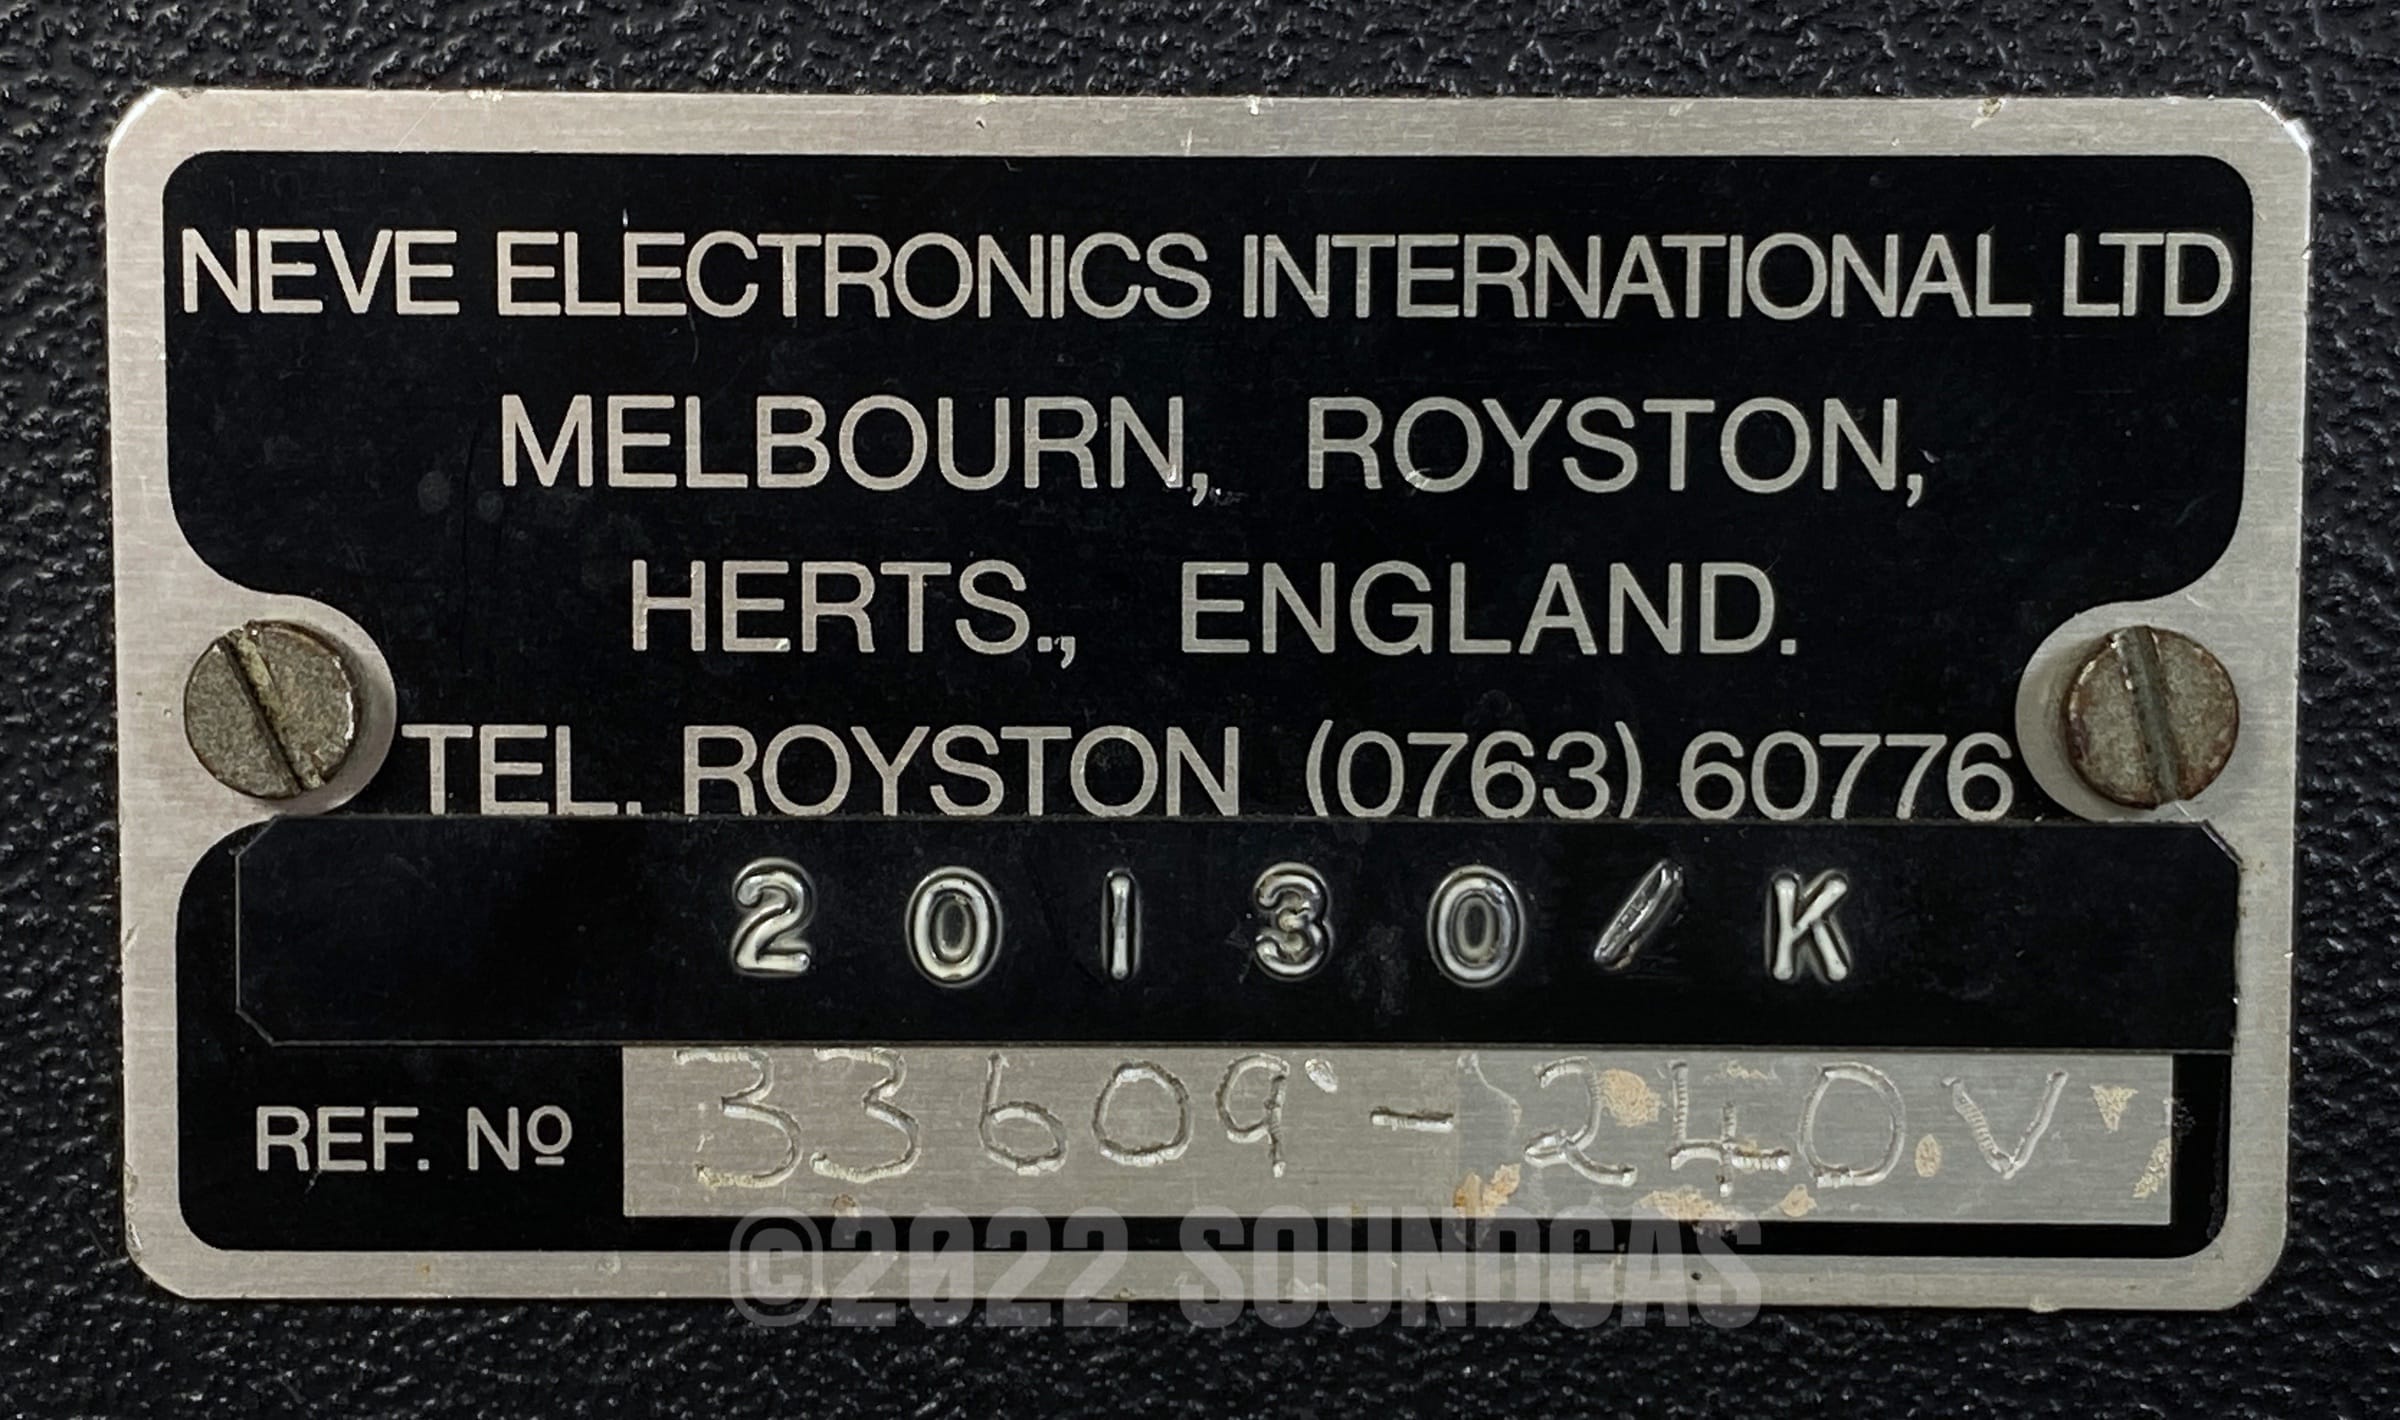 NEVE ELECTRONICS INTERNATIONAL LTD
MELBOURN, ROYSTON,
HERTS., ENGLAND.
TEL. ROYSTON (0763) 60776
20130/K
REF. Nº 33609-240.V
©2022 SOUNDGAS